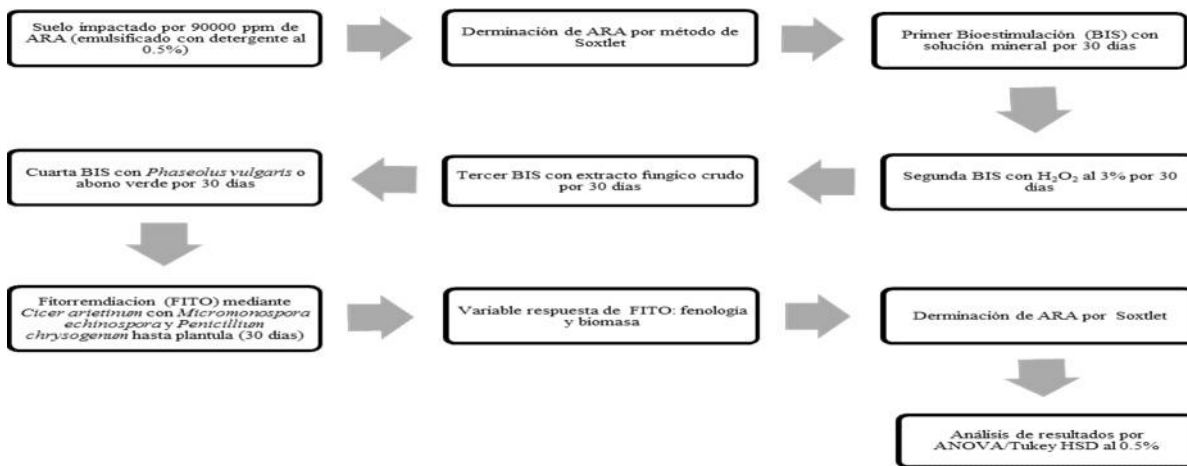 Suelo impactado por 90000 ppm de
ARA (emulsificado con detergente al
0.5%)
Derminación de ARA por método de
Soxtlet
Primer Bioestimulación (BIS) con
solución mineral por 30 días
Segunda BIS con H₂O₂ al 3% por 30
días
Tercer BIS con extracto fungico crudo
por 30 días
Cuarta BIS con Phaseolus vulgaris o
abono verde por 30 dias
Fitorremdiacion (FITO) mediante
Cicer arietinum con Micromonospora
echinospora y Penicillium
chrysogenum hasta plantula (30 días)
Variable respuesta de FITO: fenología
y biomasa
Derminación de ARA por Soxtlet
Análisis de resultados por
ANOVA/Tukey HSD al 0.5%